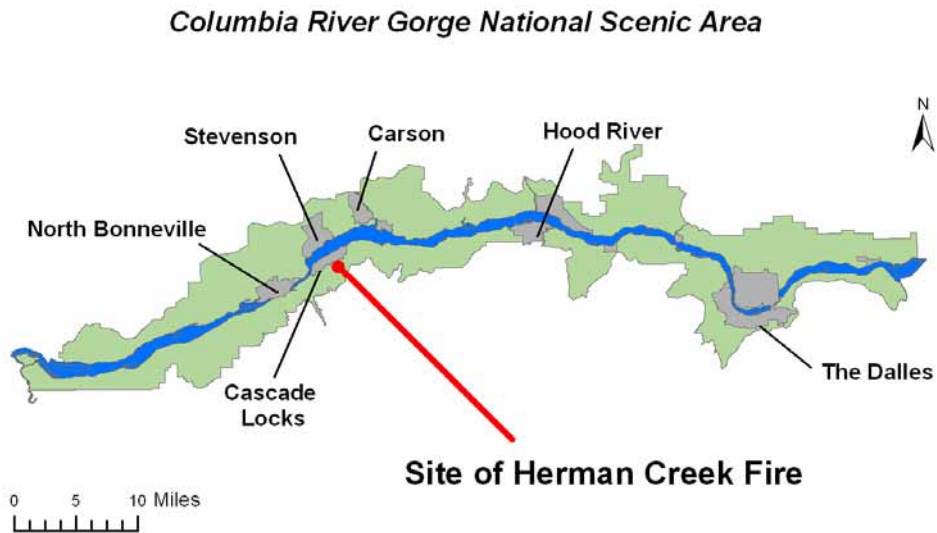 Columbia River Gorge National Scenic Area
N
Stevenson
Carson
Hood River
North Bonneville
Cascade
Locks
The Dalles
Site of Herman Creek Fire
0 5 10 Miles